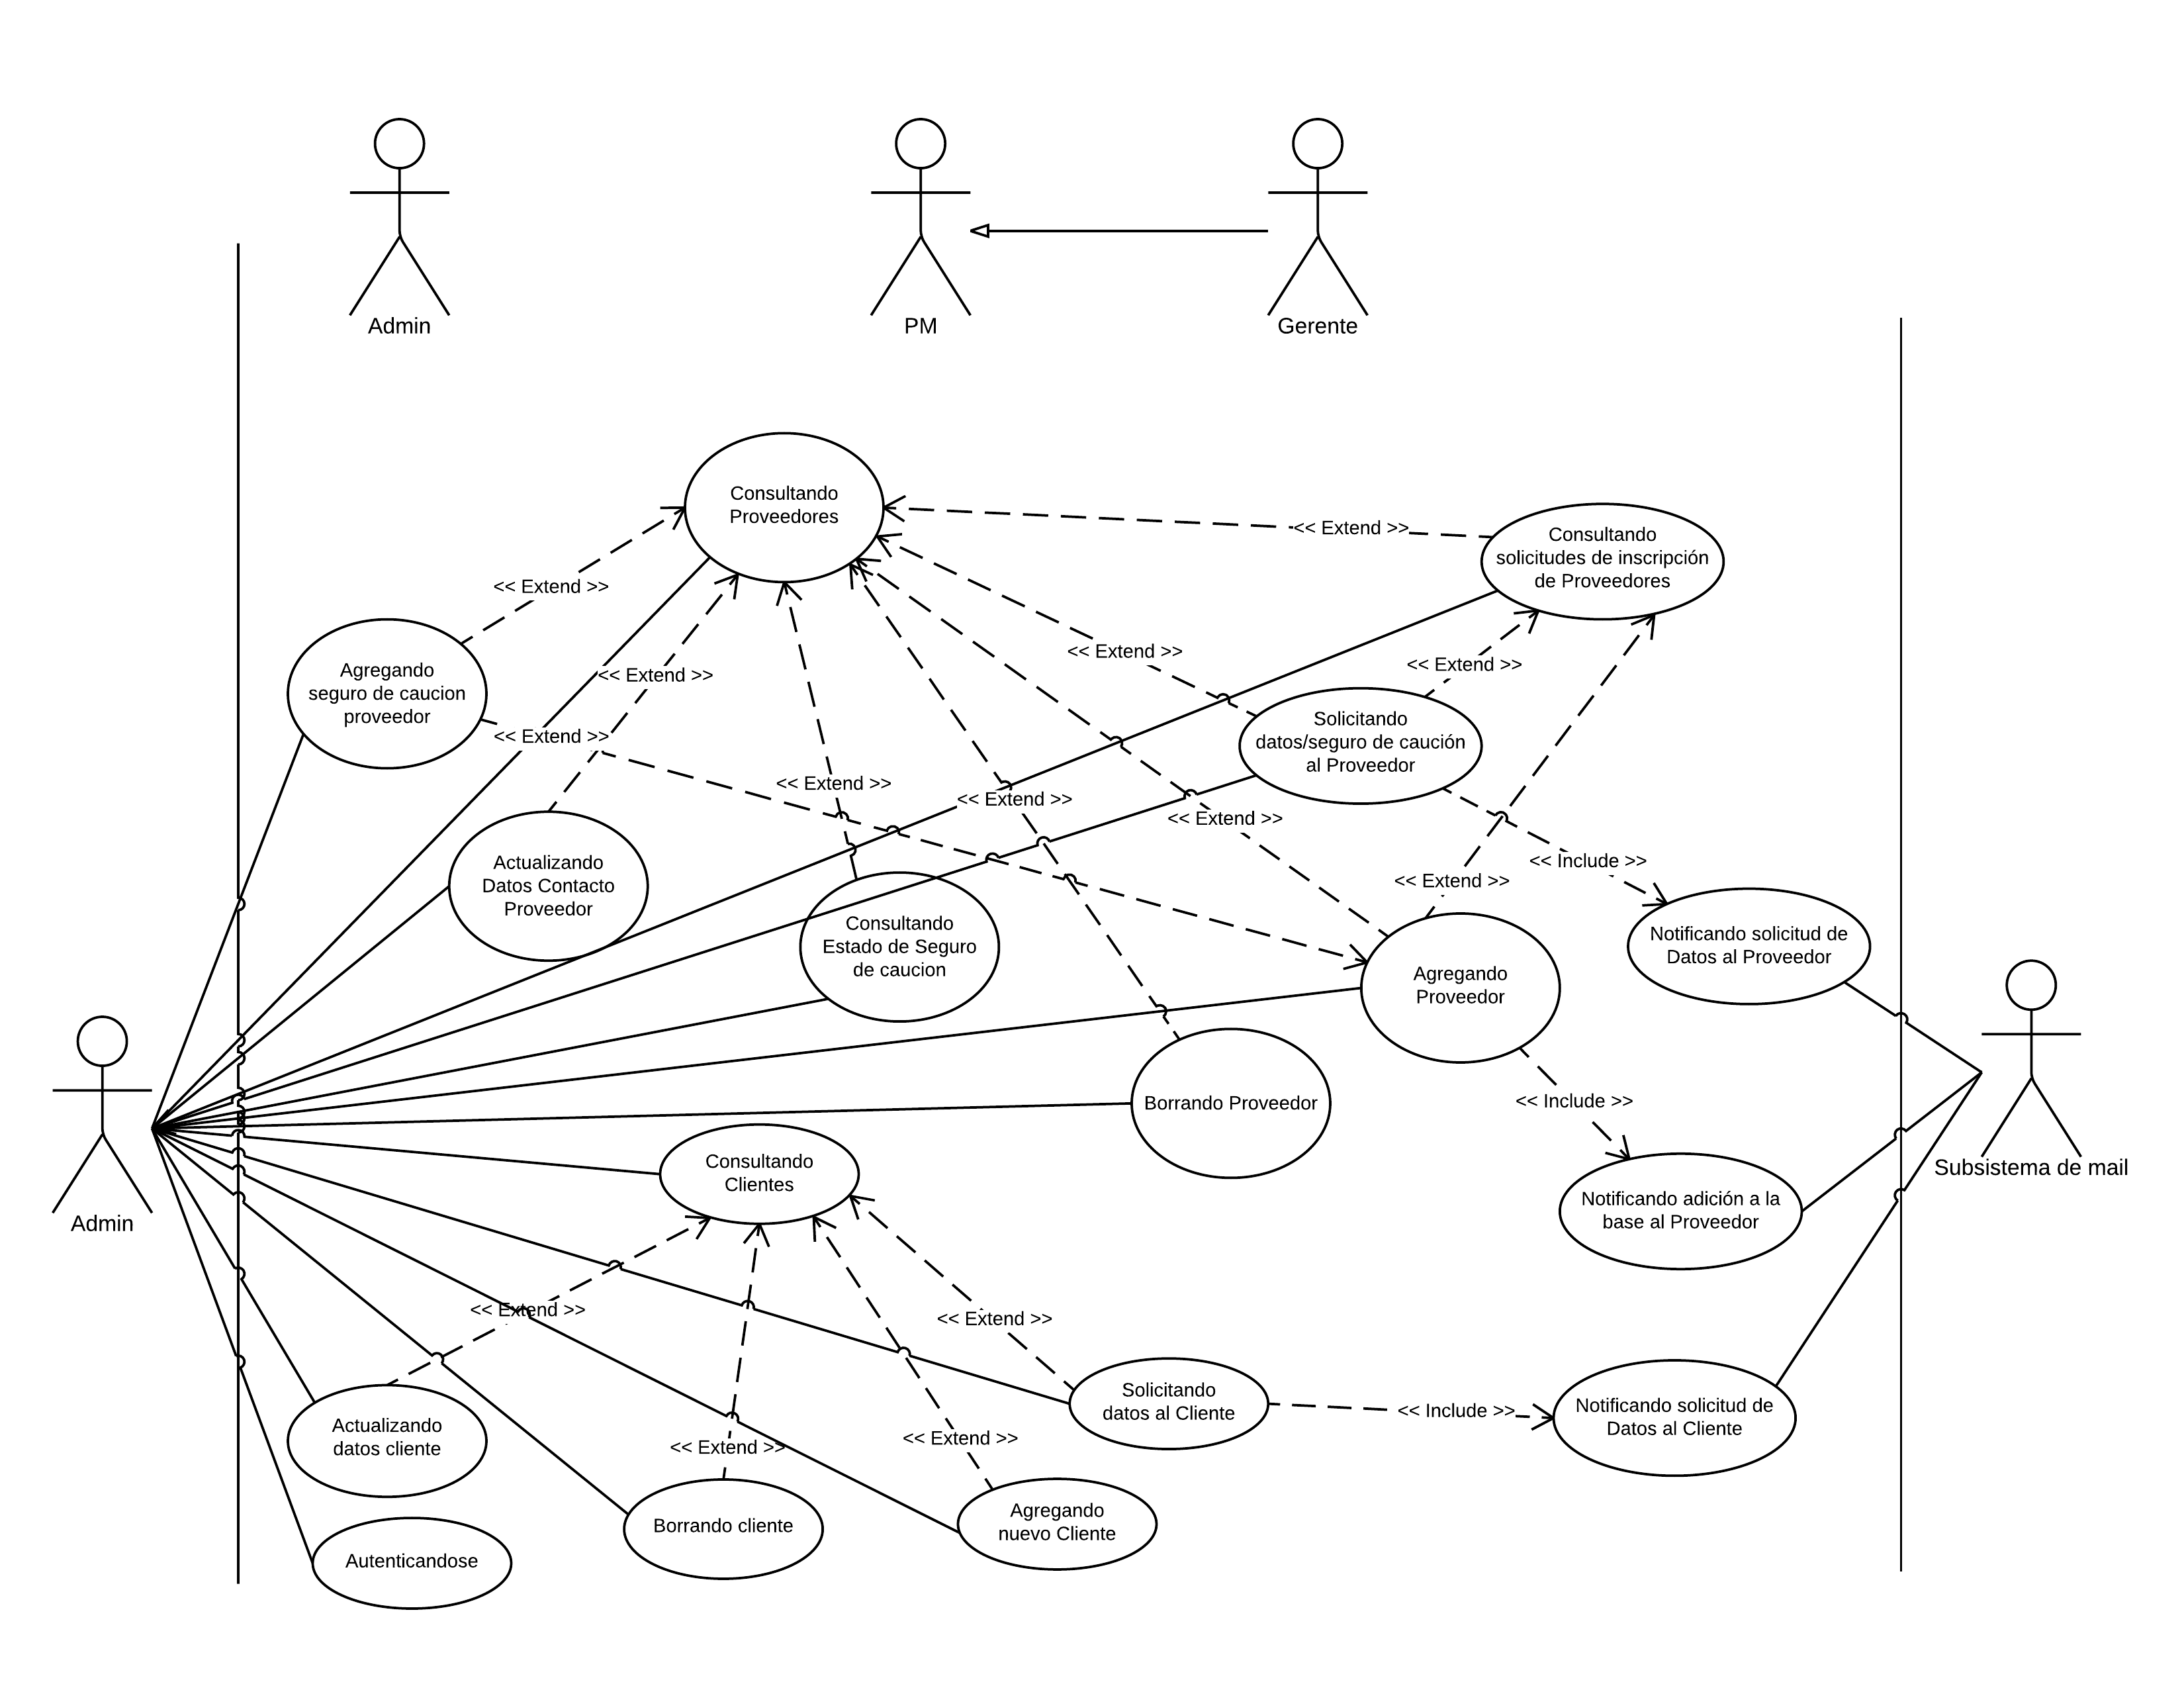 Admin
PM
Gerente
Consultando
Proveedores
<< Extend >>
Consultando
solicitudes de inscripción
de Proveedores
<< Extend >>
Agregando
seguro de caucion
proveedor
<< Extend >>
<< Extend >>
<< Extend >>
<< Extend >>
Solicitando
datos/seguro de caución
al Proveedor
<< Extend >>
<< Extend >>
<< Extend >>
Actualizando
Datos Contacto
Proveedor
<< Include >>
<< Extend >>
Consultando
Estado de Seguro
de caucion
Notificando solicitud de
Datos al Proveedor
Agregando
Proveedor
Borrando Proveedor
<< Include >>
Consultando
Clientes
Subsistema de mail
Notificando adición a la
base al Proveedor
Admin
<< Extend >>
<< Extend >>
Solicitando
datos al Cliente
<< Include >>
Notificando solicitud de
Datos al Cliente
Actualizando
datos cliente
<< Extend >>
<< Extend >>
Borrando cliente
Agregando
nuevo Cliente
Autenticandose